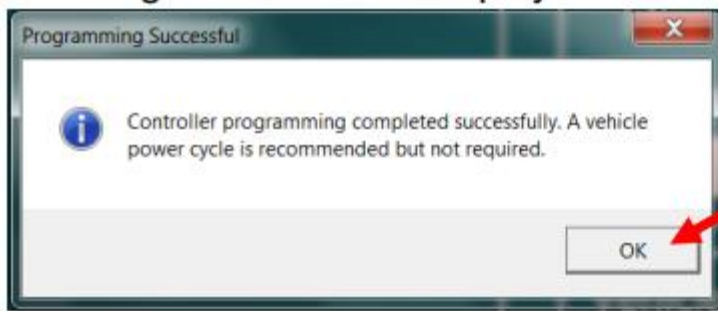 Programming Successful
Controller programming completed successfully. A vehicle
power cycle is recommended but not required.
OK